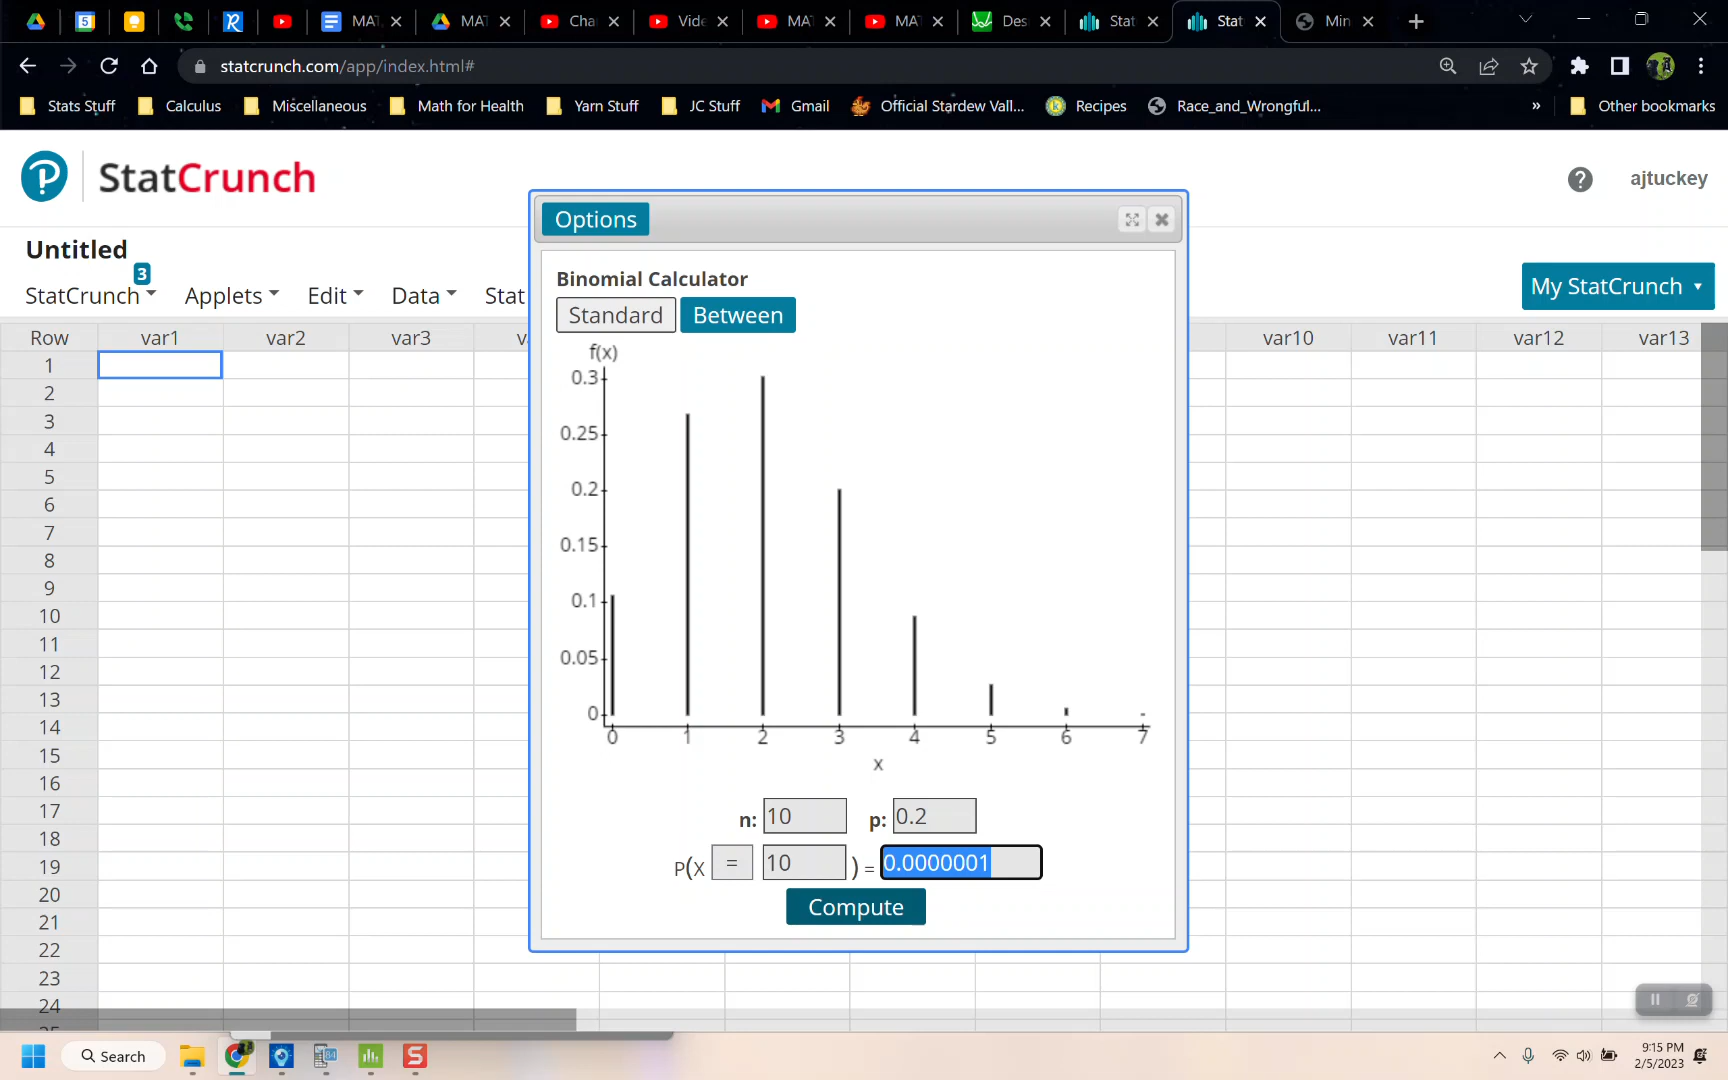 5
R
MAT
MAT
Cha
Vide
MA
MA
Des
Stat
Stat
Min
statcrunch.com/app/index.html#
Stats Stuff
Calculus
Miscellaneous
Math for Health
Yarn Stuff
JC Stuff
Gmail
Official Stardew Vall...
Recipes
Race_and_Wrongful...
»
Other bookmarks
P
StatCrunch
?
ajtuckey
Untitled
3
StatCrunch
Applets
Edit
Data
Stat
My StatCrunch
Options
Binomial Calculator
Standard
Between
Row var1 var2 var3 va var10 var11 var12 var13
1
2
3
4
5
6
7
8
9
10
11
12
13
14
15
16
17
18
19
20
21
22
23
24
f(x)
0.3
0.25
0.2
0.15
0.1
0.05
0
0 1 2 3 4 5 6 7
x
n: 10 p: 0.2
P(X = 10 ) = 0.0000001
Compute
Search
84
S
9:15 PM
2/5/2023